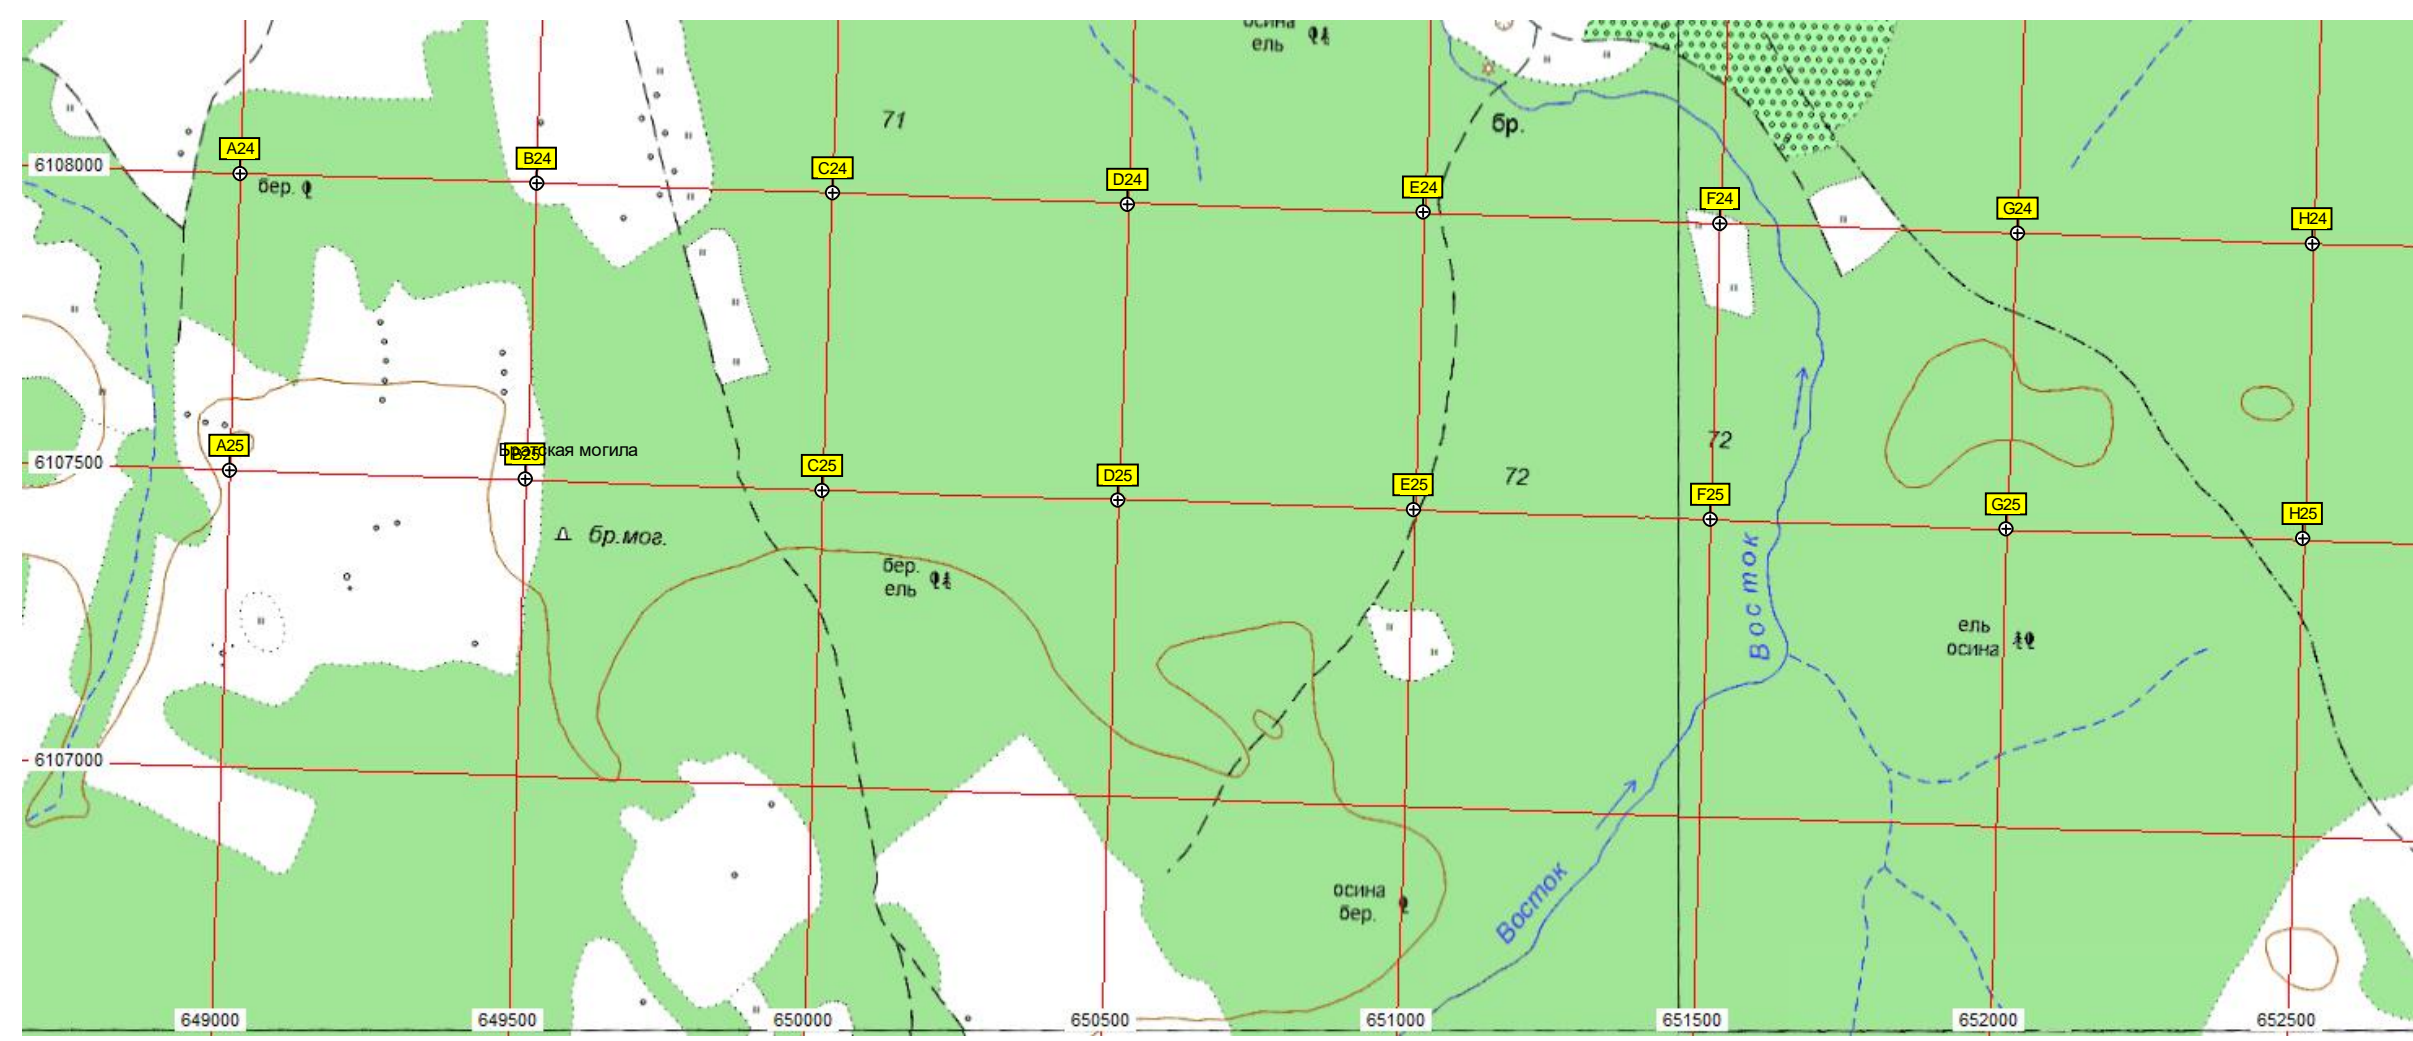 осина
ель
71
бр.
A24
B24
C24
D24
E24
F24
G24
H24
6108000
бер.
72
A25
B25
Братская могила
C25
D25
E25
72
F25
G25
H25
6107500
бр.мог.
бер.
ель
Восток
ель
осина
6107000
осина
бер.
Восток
649000
649500
650000
650500
651000
651500
652000
652500